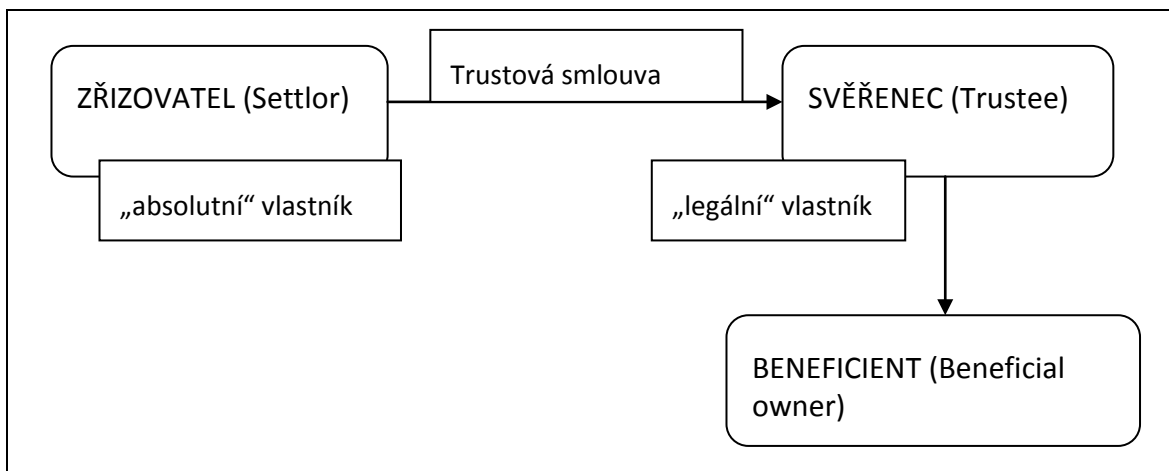 Trustová smlouva
ZŘIZOVATEL (Settlor)
SVĚŘENEC (Trustee)
„absolutní“ vlastník
„legální“ vlastník
BENEFICIENT (Beneficial
owner)